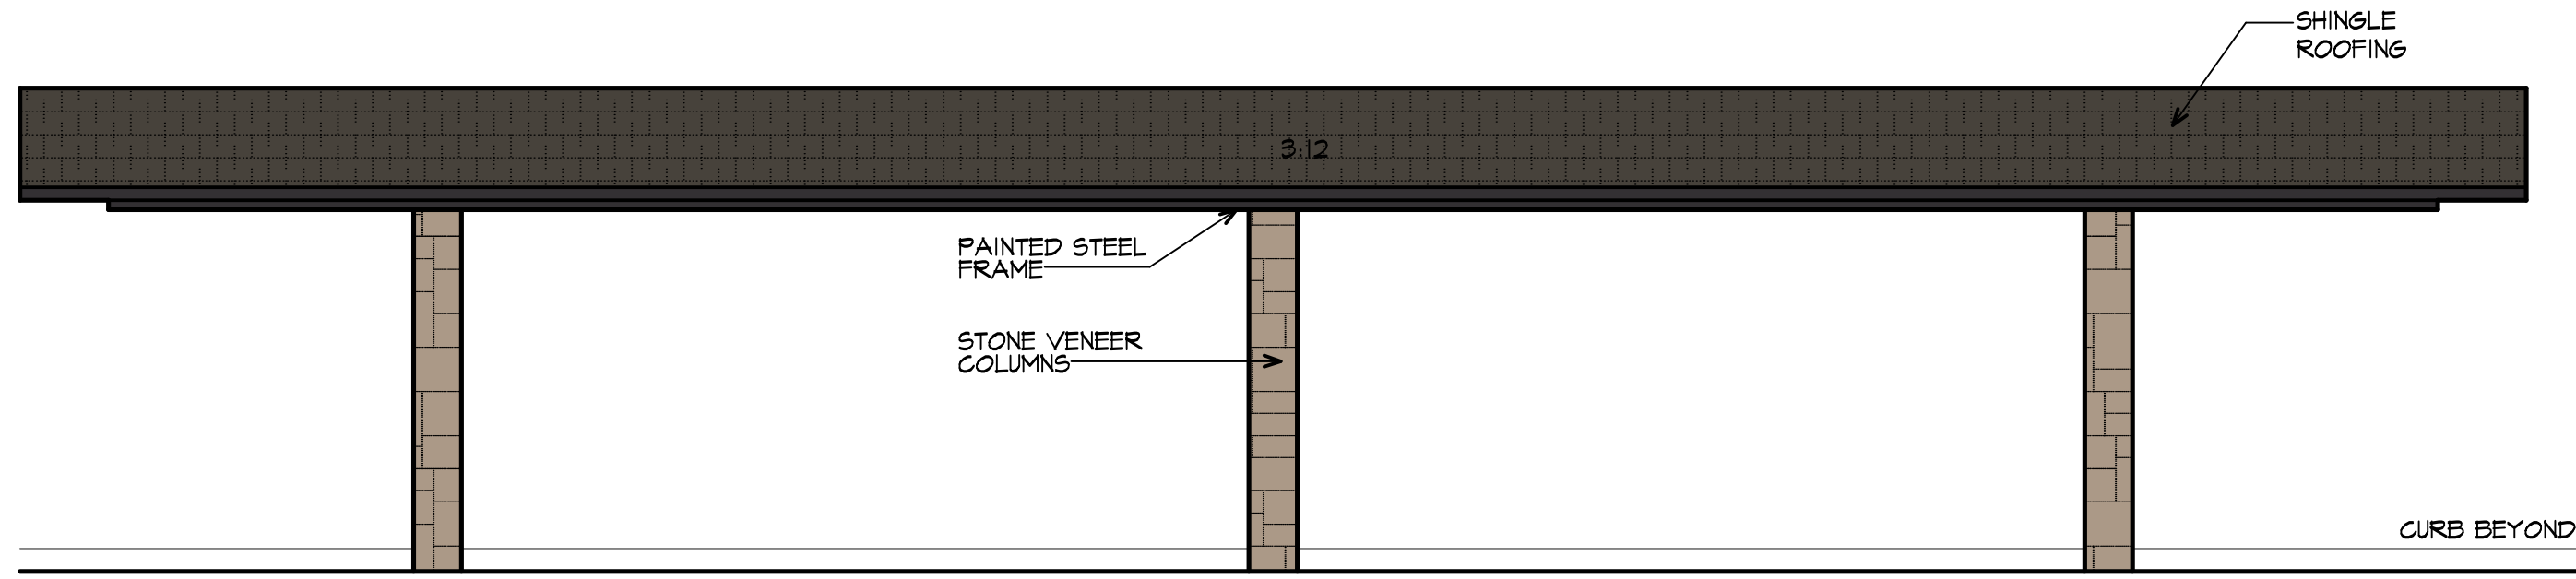 SHINGLE
ROOFING
3:12
PAINTED STEEL
FRAME
STONE VENEER
COLUMNS
CURB BEYOND